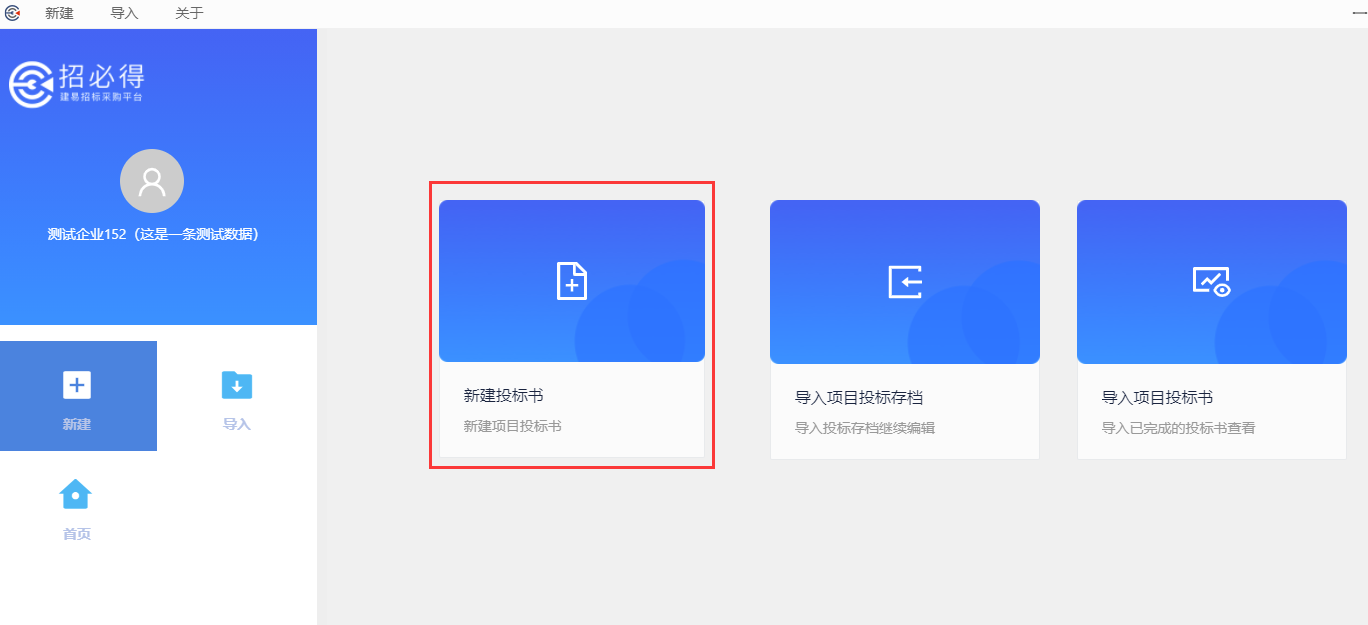 新建 导入 关于
招必得
建易招标采购平台
测试企业152（这是一条测试数据）
新建 导入
首页
新建投标书
新建项目投标书
导入项目投标存档
导入投标存档继续编辑
导入项目投标书
导入已完成的投标书查看